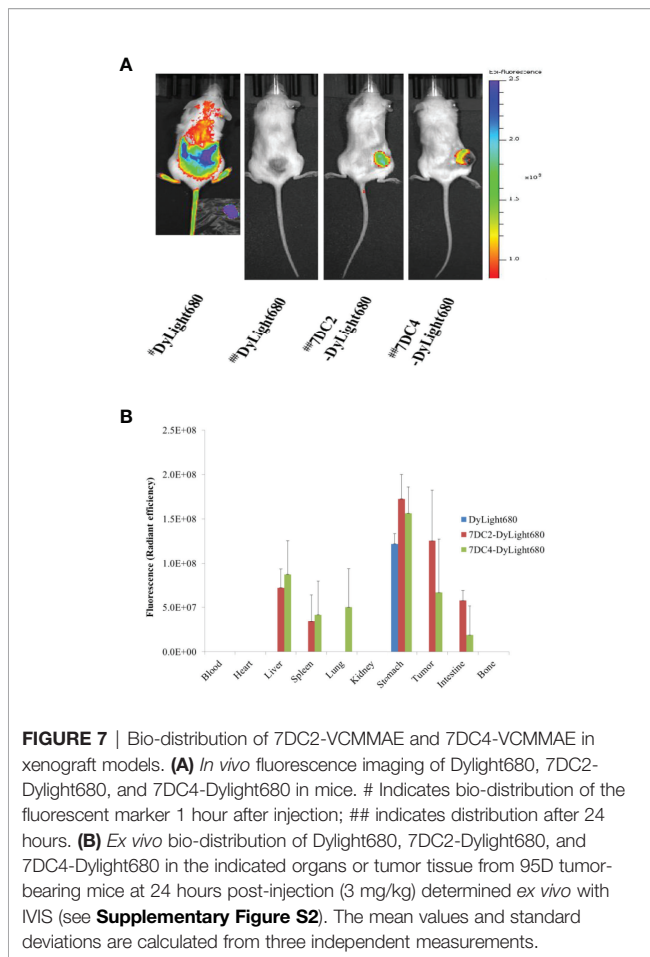 A
Epi-fluorescence
2.5
2.0
×10⁸
1.5
1.0
#DyLight680
##DyLight680
##7DC2
-DyLight680
##7DC4
-DyLight680
B
Fluorescence (Radiant efficiency)
2.5E+08
2.0E+08
1.5E+08
1.0E+08
5.0E+07
0.0E+00
DyLight680
7DC2-DyLight680
7DC4-DyLight680
Blood
Heart
Liver
Spleen
Lung
Kidney
Stomach
Tumor
Intestine
Bone
FIGURE 7 | Bio-distribution of 7DC2-VCMMAE and 7DC4-VCMMAE in
xenograft models. (A) In vivo fluorescence imaging of Dylight680, 7DC2-
Dylight680, and 7DC4-Dylight680 in mice. # Indicates bio-distribution of the
fluorescent marker 1 hour after injection; ## indicates distribution after 24
hours. (B) Ex vivo bio-distribution of Dylight680, 7DC2-Dylight680, and
7DC4-Dylight680 in the indicated organs or tumor tissue from 95D tumor-
bearing mice at 24 hours post-injection (3 mg/kg) determined ex vivo with
IVIS (see Supplementary Figure S2). The mean values and standard
deviations are calculated from three independent measurements.